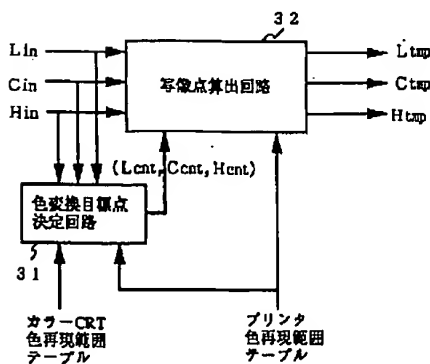 32
Lin
Ltmp
Cin
写像点算出回路
Ctmp
Hin
Htmp
(Lcnt, Ccnt, Hcnt)
色変換目標点
決定回路
31
カラーCRT
色再現範囲
テーブル
プリンタ
色再現範囲
テーブル